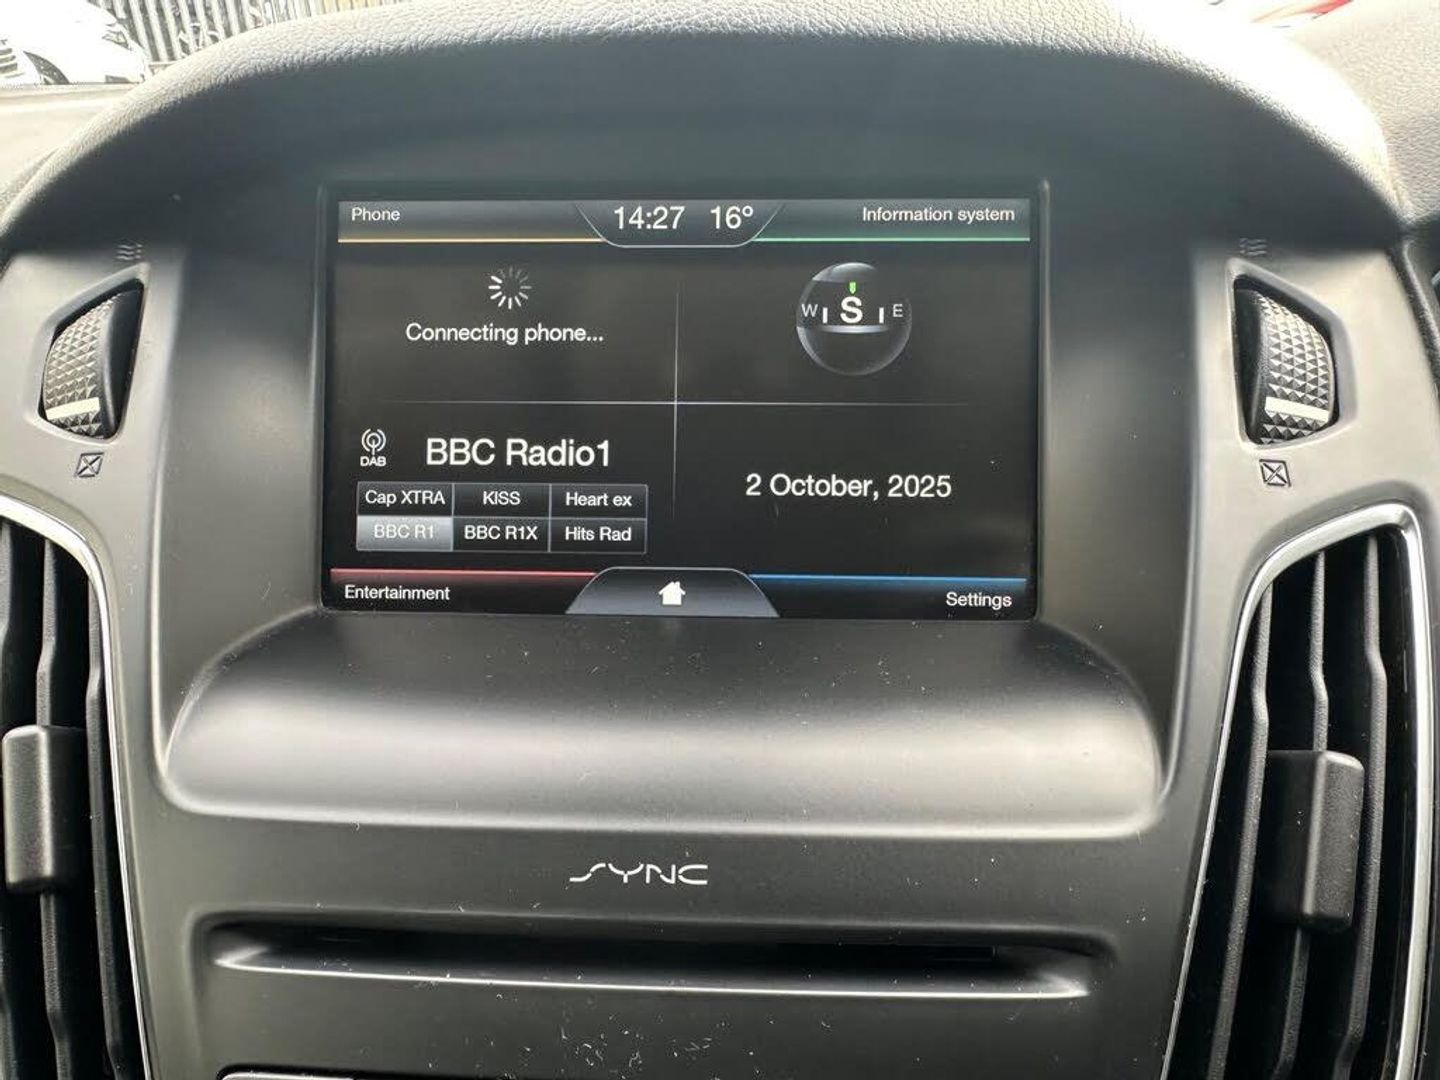 Phone
14:27 16°
Information system
Connecting phone...
W S E
DAB
BBC Radio1
Cap XTRA KISS Heart ex
BBC R1 BBC R1X Hits Rad
2 October, 2025
Entertainment
Settings
SYNC